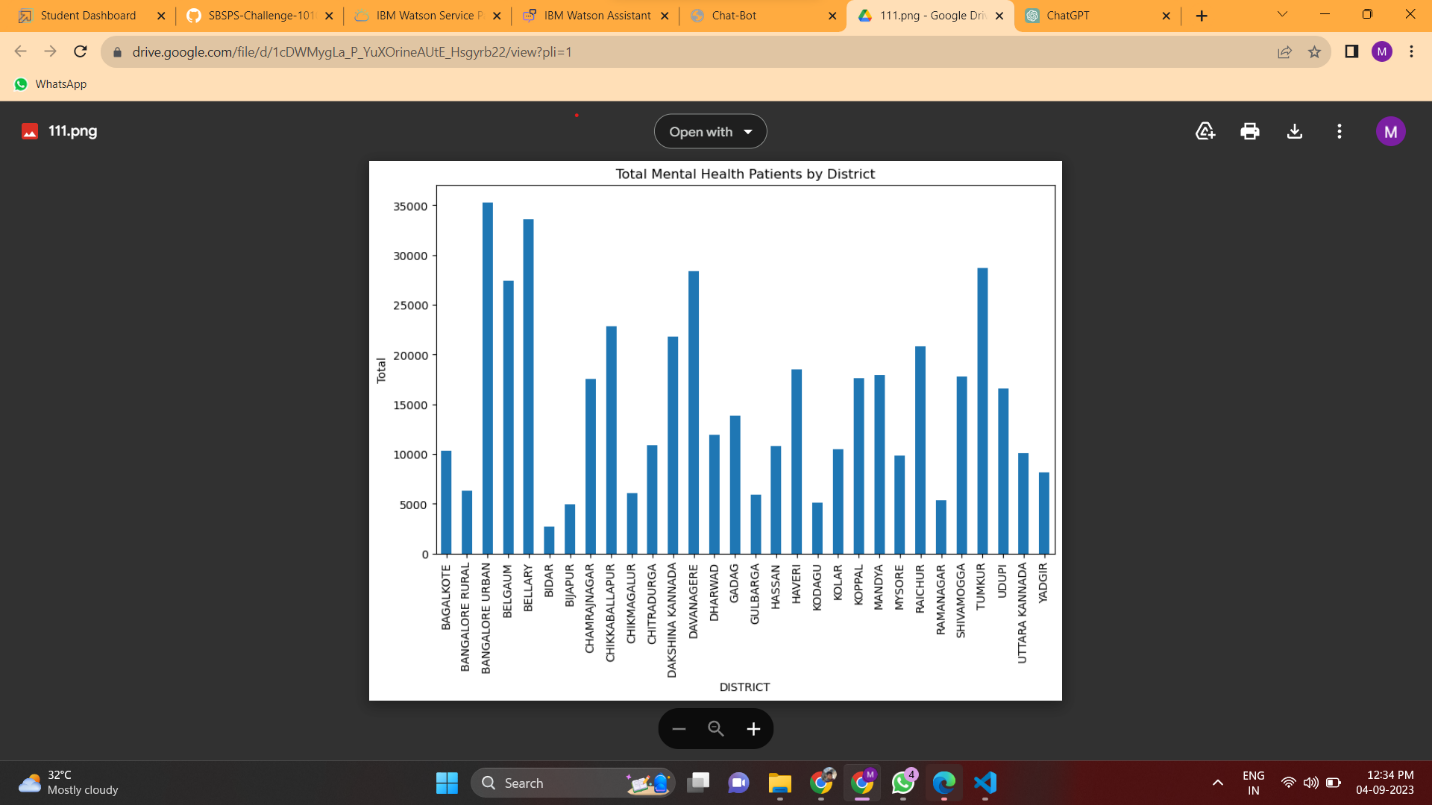 Student Dashboard
SBSPS-Challenge-101
IBM Watson Service P
IBM Watson Assistant
Chat-Bot
111.png - Google Driv
ChatGPT
drive.google.com/file/d/1cDWMygLa_P_YuXOrineAUtE_Hsgyrb22/view?pli=1
M
WhatsApp
111.png
Open with
M
Total Mental Health Patients by District
Total
35000
30000
25000
20000
15000
10000
5000
0
BAGALKOTE
BANGALORE RURAL
BANGALORE URBAN
BELGAUM
BELLARY
BIDAR
BIJAPUR
CHAMRAJNAGAR
CHIKKABALLAPUR
CHIKMAGALUR
CHITRADURGA
DAKSHINA KANNADA
DAVANAGERE
DHARWAD
GADAG
GULBARGA
HASSAN
HAVERI
KODAGU
KOLAR
KOPPAL
MANDYA
MYSORE
RAICHUR
RAMANAGAR
SHIVAMOGGA
TUMKUR
UDUPI
UTTARA KANNADA
YADGIR
DISTRICT
32°C
Mostly cloudy
Search
M
4
ENG
IN
12:34 PM
04-09-2023